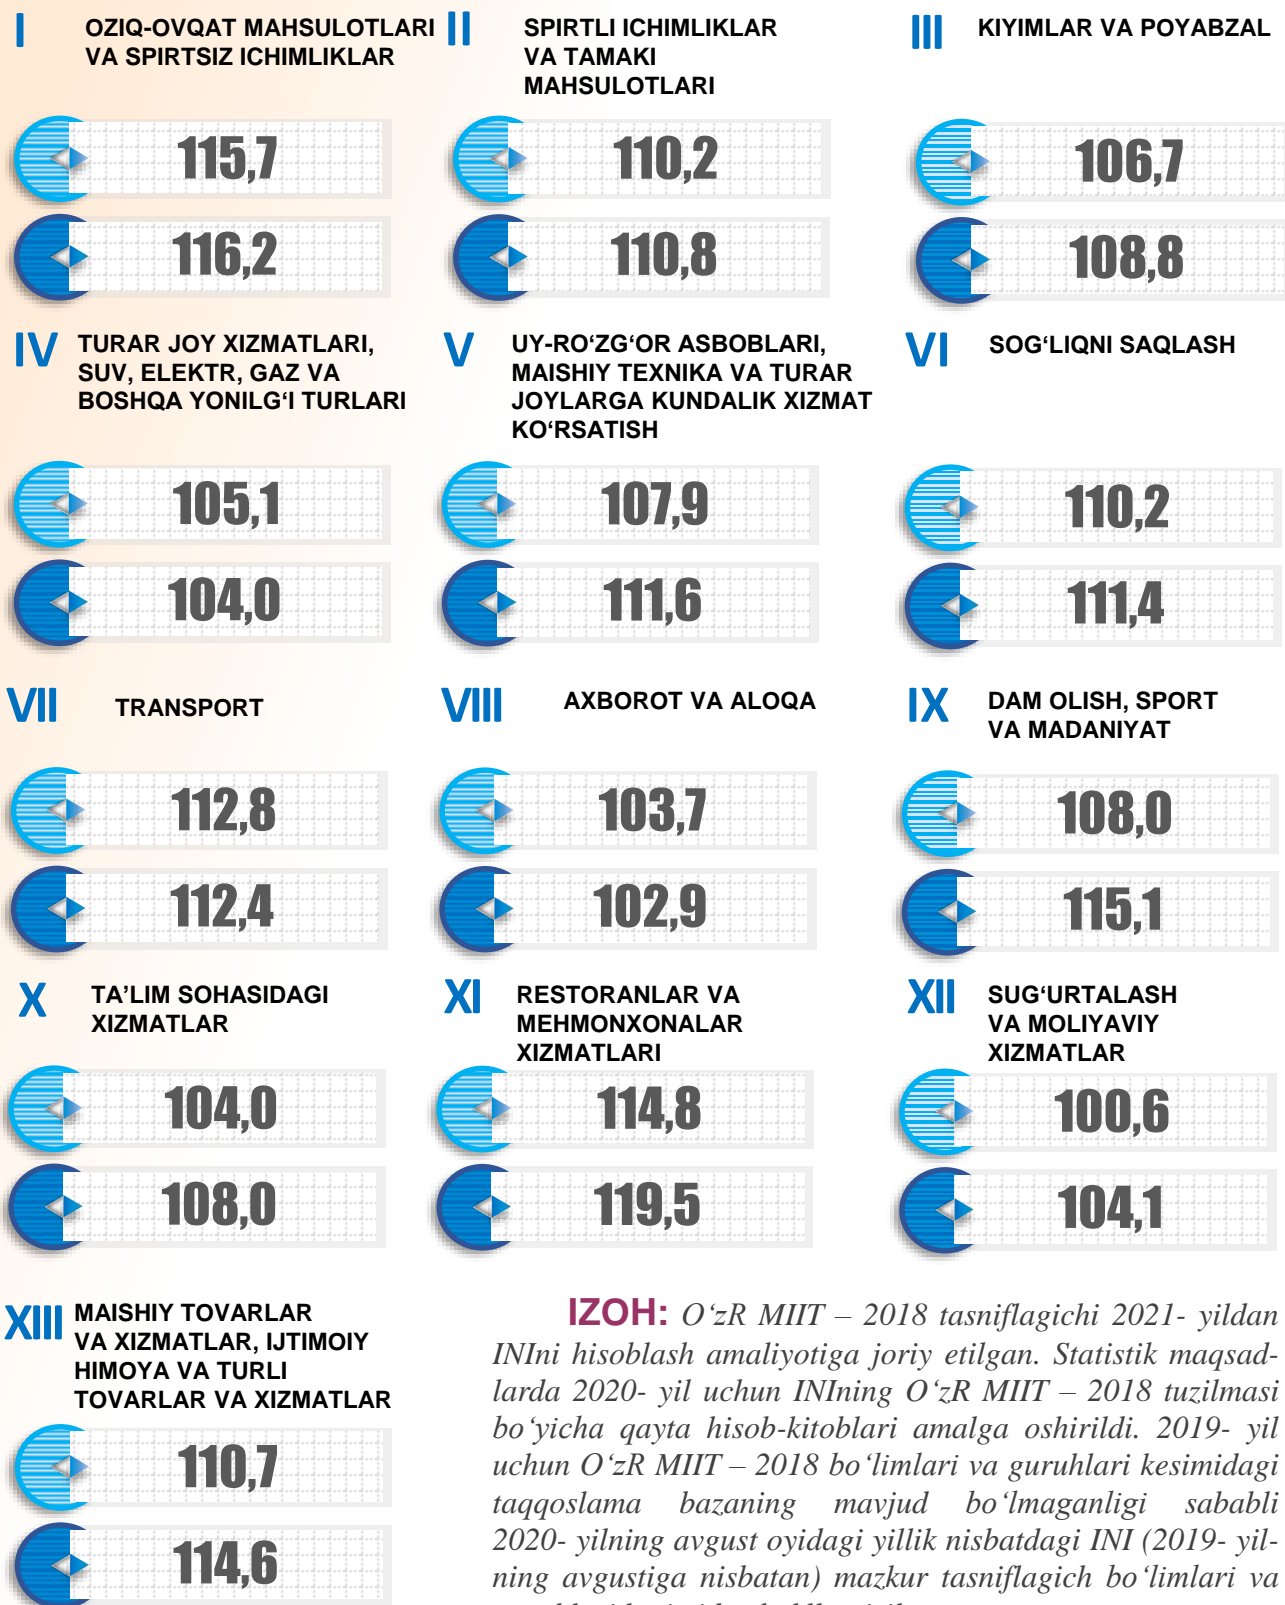 I
OZIQ-OVQAT MAHSULOTLARI
VA SPIRTSIZ ICHIMLIKLAR
115,7
116,2
II
SPIRTLI ICHIMLIKLAR
VA TAMAKI
MAHSULOTLARI
110,2
110,8
III
KIYIMLAR VA POYABZAL
106,7
108,8
IV
TURAR JOY XIZMATLARI,
SUV, ELEKTR, GAZ VA
BOSHQA YONILG‘I TURLARI
105,1
104,0
V
UY-RO‘ZG‘OR ASBOBLARI,
MAISHIY TEXNIKA VA TURAR
JOYLARGA KUNDALIK XIZMAT
KO‘RSATISH
107,9
111,6
VI
SOG‘LIQNI SAQLASH
110,2
111,4
VII
TRANSPORT
112,8
112,4
VIII
AXBOROT VA ALOQA
103,7
102,9
IX
DAM OLISH, SPORT
VA MADANIYAT
108,0
115,1
X
TA’LIM SOHASIDAGI
XIZMATLAR
104,0
108,0
XI
RESTORANLAR VA
MEHMONXONALAR
XIZMATLARI
114,8
119,5
XII
SUG‘URTALASH
VA MOLIYAVIY
XIZMATLAR
100,6
104,1
XIII
MAISHIY TOVARLAR
VA XIZMATLAR, IJTIMOIY
HIMOYA VA TURLI
TOVARLAR VA XIZMATLAR
110,7
114,6
IZOH: O‘zR MIIT – 2018 tasniflagichi 2021- yildan
INIni hisoblash amaliyotiga joriy etilgan. Statistik maqsad-
larda 2020- yil uchun INIning O‘zR MIIT – 2018 tuzilmasi
bo‘yicha qayta hisob-kitoblari amalga oshirildi. 2019- yil
uchun O‘zR MIIT – 2018 bo‘limlari va guruhlari kesimidagi
taqqoslama bazaning mavjud bo‘lmaganligi sababli
2020- yilning avgust oyidagi yillik nisbatdagi INI (2019- yil-
ning avgustiga nisbatan) mazkur tasniflagich bo‘limlari va